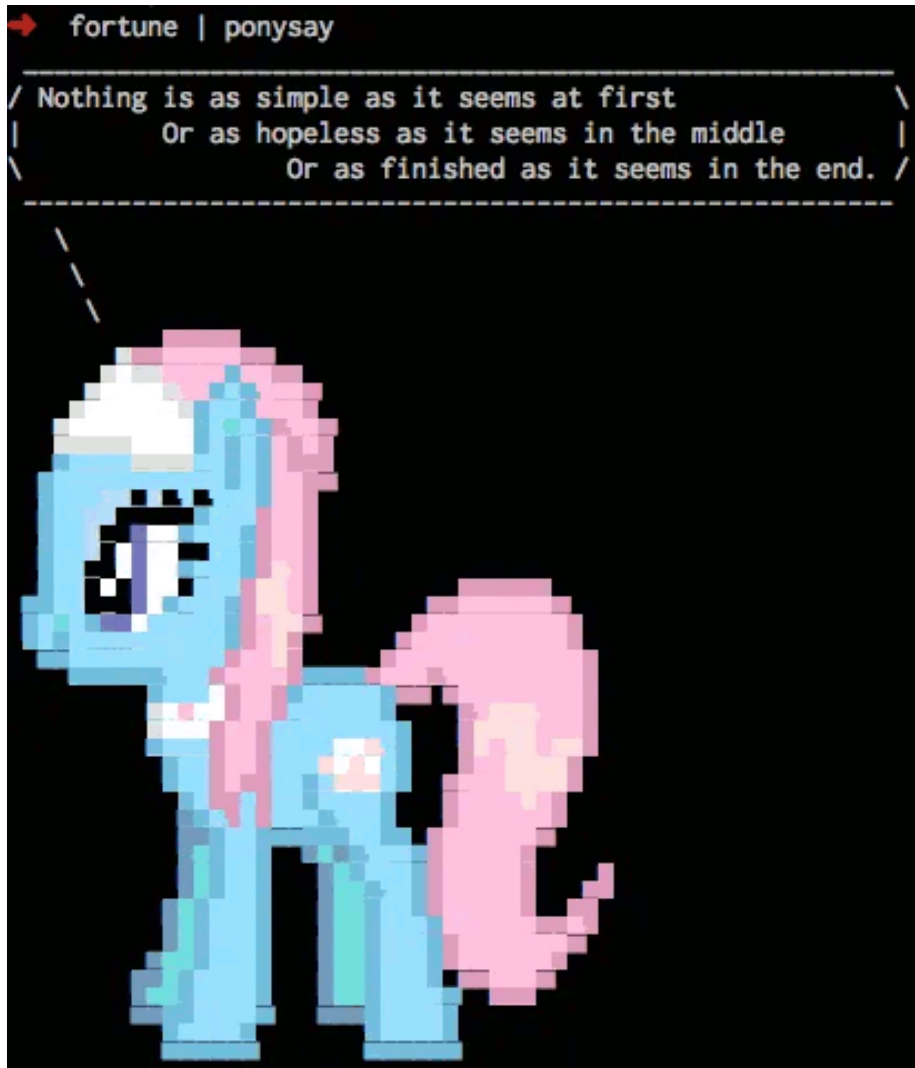 ➜ fortune | ponysay
Nothing is as simple as it seems at first
Or as hopeless as it seems in the middle
Or as finished as it seems in the end.